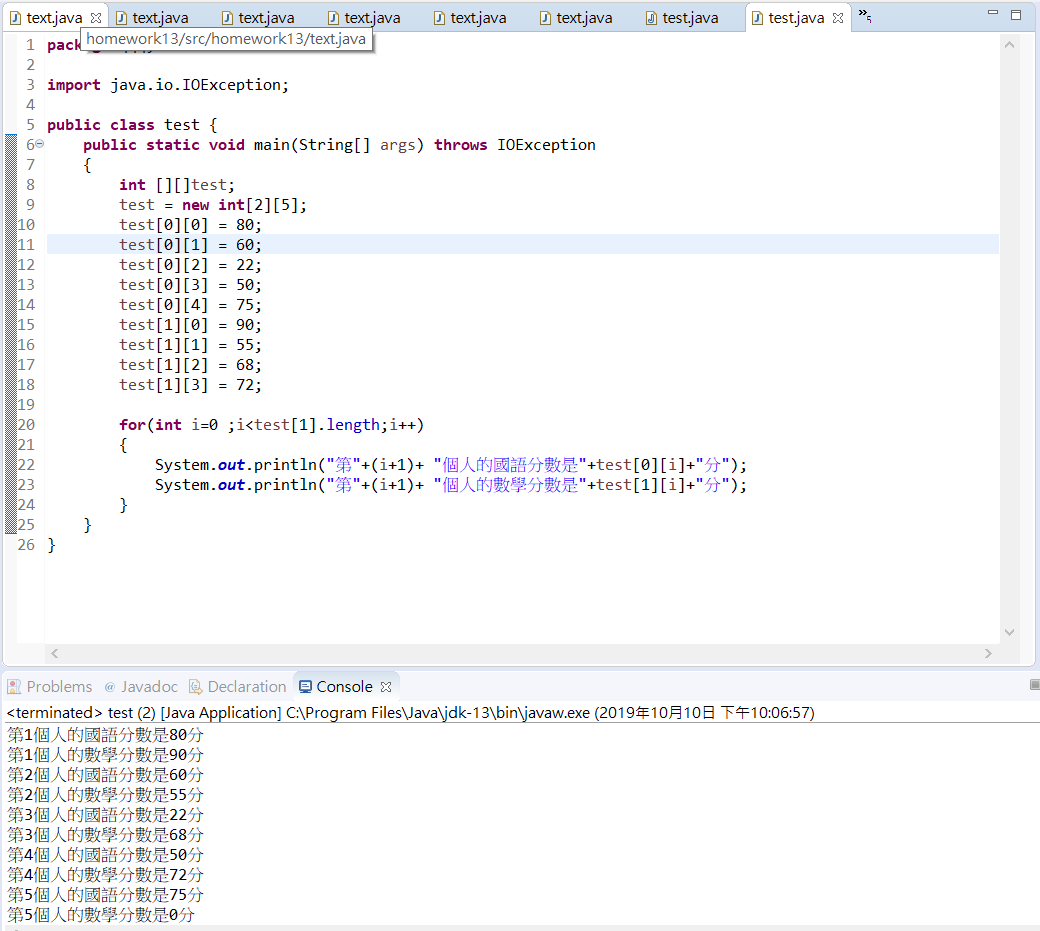 text.java text.java text.java text.java text.java text.java test.java test.java »5
homework13/src/homework13/text.java
1
2
3 import java.io.IOException;
4
5 public class test {
6 public static void main(String[] args) throws IOException
7 {
8 int [][]test;
9 test = new int[2][5];
10 test[0][0] = 80;
11 test[0][1] = 60;
12 test[0][2] = 22;
13 test[0][3] = 50;
14 test[0][4] = 75;
15 test[1][0] = 90;
16 test[1][1] = 55;
17 test[1][2] = 68;
18 test[1][3] = 72;
19
20 for(int i=0 ;i<test[1].length;i++)
21 {
22 System.out.println("第"+(i+1)+ "個人的國語分數是"+test[0][i]+"分");
23 System.out.println("第"+(i+1)+ "個人的數學分數是"+test[1][i]+"分");
24 }
25 }
26 }
Problems @ Javadoc Declaration Console
<terminated> test (2) [Java Application] C:\Program Files\Java\jdk-13\bin\javaw.exe (2019年10月10日 下午10:06:57)
第1個人的國語分數是80分
第1個人的數學分數是90分
第2個人的國語分數是60分
第2個人的數學分數是55分
第3個人的國語分數是22分
第3個人的數學分數是68分
第4個人的國語分數是50分
第4個人的數學分數是72分
第5個人的國語分數是75分
第5個人的數學分數是0分